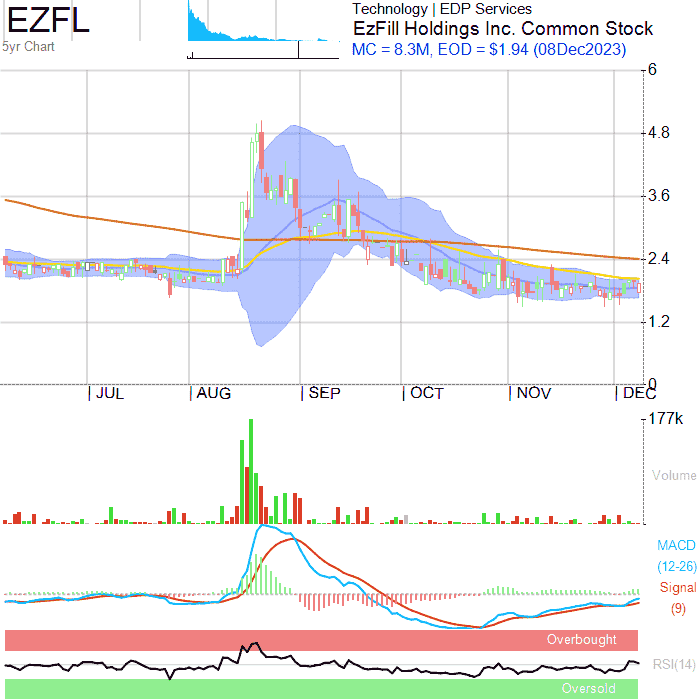 EZFL
5yr Chart
Technology | EDP Services
EzFill Holdings Inc. Common Stock
MC = 8.3M, EOD = $1.94 (08Dec2023)
6
4.8
3.6
2.4
1.2
0
JUL
AUG
SEP
OCT
NOV
DEC
177k
Volume
MACD
(12-26)
Signal
(9)
Overbought
RSI(14)
Oversold